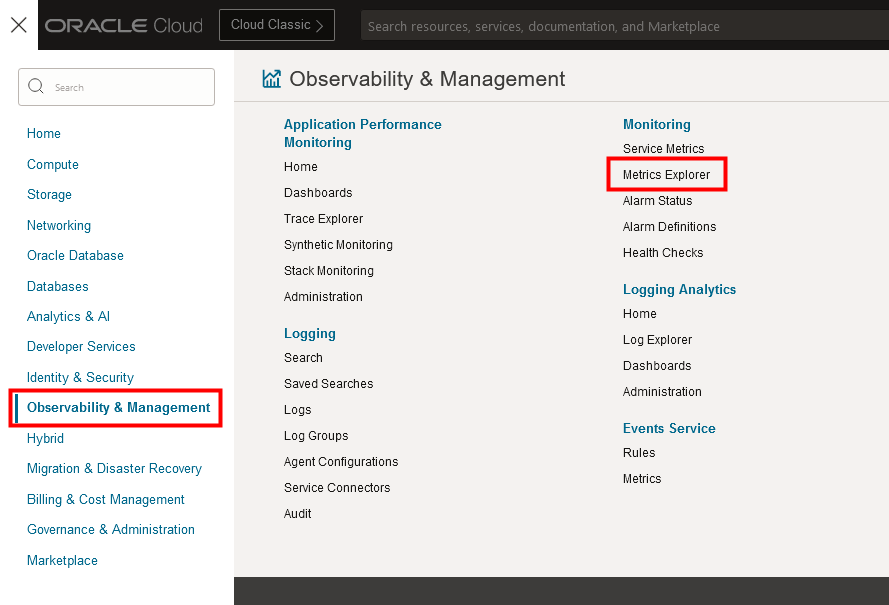 ORACLE Cloud
Cloud Classic
Search resources, services, documentation, and Marketplace
Search
Home
Compute
Storage
Networking
Oracle Database
Databases
Analytics & AI
Developer Services
Identity & Security
Observability & Management
Hybrid
Migration & Disaster Recovery
Billing & Cost Management
Governance & Administration
Marketplace
Observability & Management
Application Performance
Monitoring
Home
Dashboards
Trace Explorer
Synthetic Monitoring
Stack Monitoring
Administration
Logging
Search
Saved Searches
Logs
Log Groups
Agent Configurations
Service Connectors
Audit
Monitoring
Service Metrics
Metrics Explorer
Alarm Status
Alarm Definitions
Health Checks
Logging Analytics
Home
Log Explorer
Dashboards
Administration
Events Service
Rules
Metrics